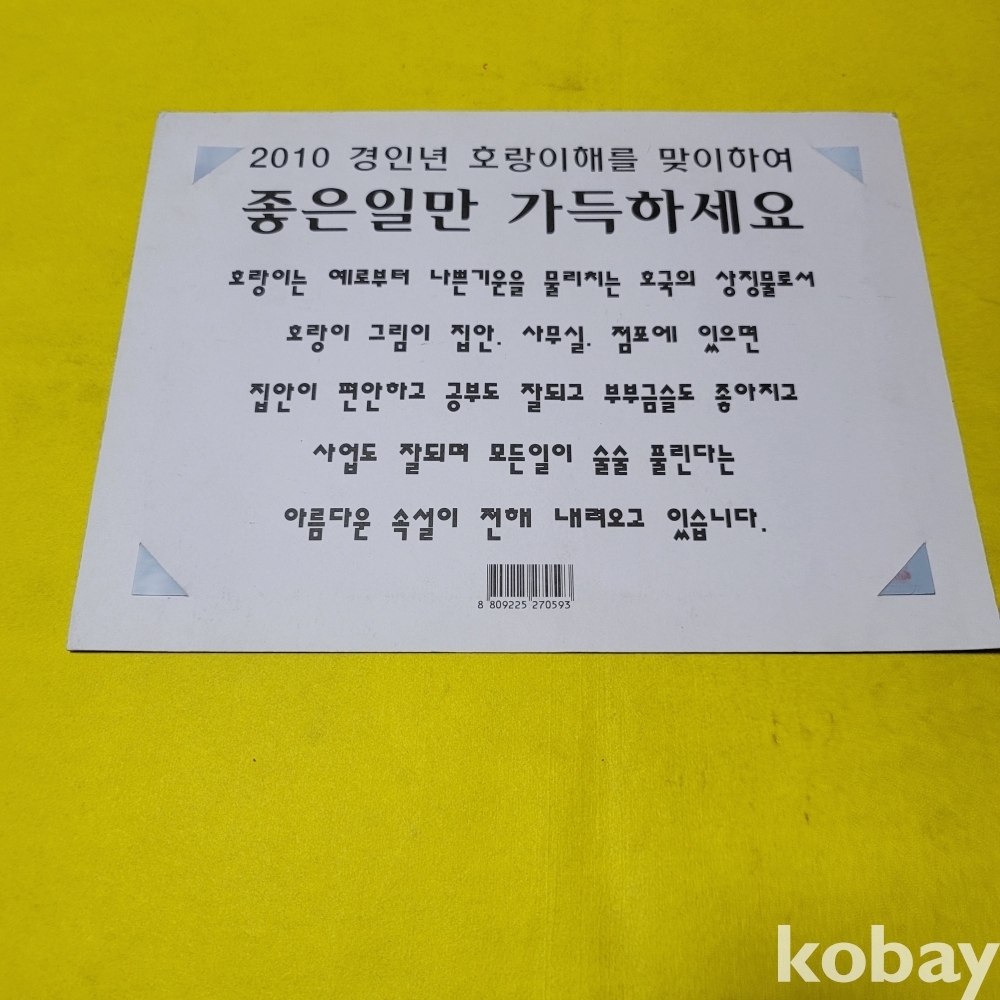 2010 경인년 호랑이해를 맞이하여
좋은일만 가득하세요
호랑이는 예로부터 나쁜기운을 물리치는 호국의 상징물로서
호랑이 그림이 집안. 사무실. 점포에 있으면
집안이 편안하고 공부도 잘되고 부부금슬도 좋아지고
사업도 잘되며 모든일이 술술 풀린다는
아름다운 속설이 전해 내려오고 있습니다.
8 809225 270593
kobay